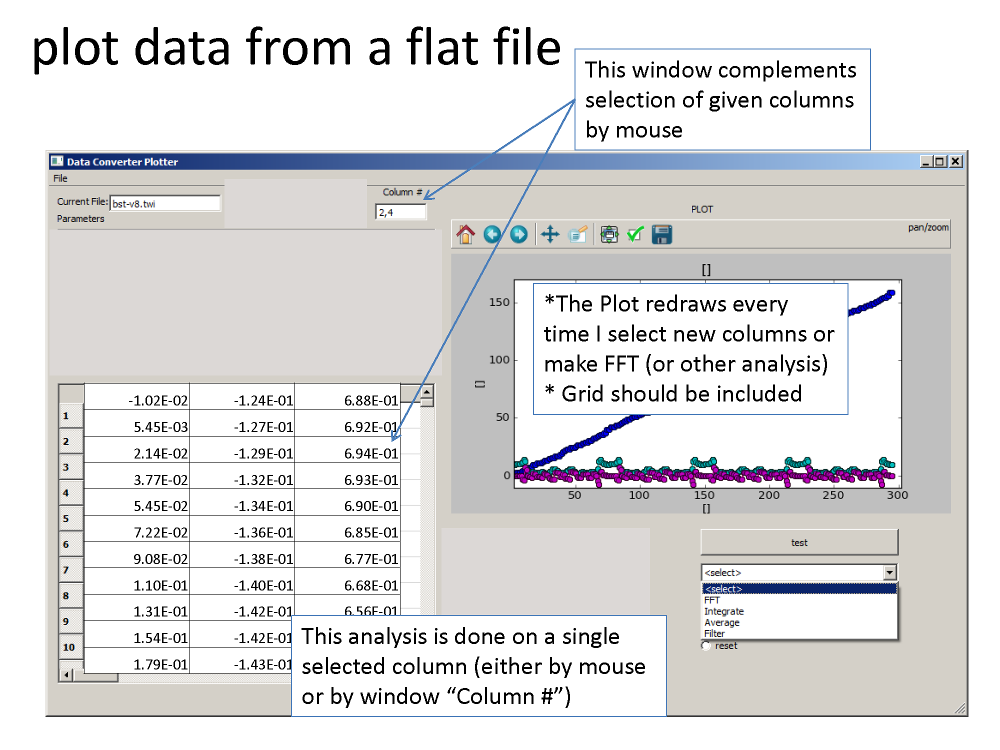 plot data from a flat file
This window complements
selection of given columns
by mouse
Data Converter Plotter
File
Current File: bst-v8.twi
Parameters
Column #
2,4
PLOT
pan/zoom
[]
150
100
50
0
[]
50 100 150 200 250 300
[]
*The Plot redraws every
time I select new columns or
make FFT (or other analysis)
* Grid should be included
-1.02E-02 -1.24E-01 6.88E-01
1
5.45E-03 -1.27E-01 6.92E-01
2
2.14E-02 -1.29E-01 6.94E-01
3
3.77E-02 -1.32E-01 6.93E-01
4
5.45E-02 -1.34E-01 6.90E-01
5
7.22E-02 -1.36E-01 6.85E-01
6
9.08E-02 -1.38E-01 6.77E-01
7
1.10E-01 -1.40E-01 6.68E-01
8
1.31E-01 -1.42E-01 6.56E-01
9
1.54E-01 -1.42E-01
10
1.79E-01 -1.43E-01
test
<select>
<select>
FFT
Integrate
Average
Filter
reset
This analysis is done on a single
selected column (either by mouse
or by window “Column #”)